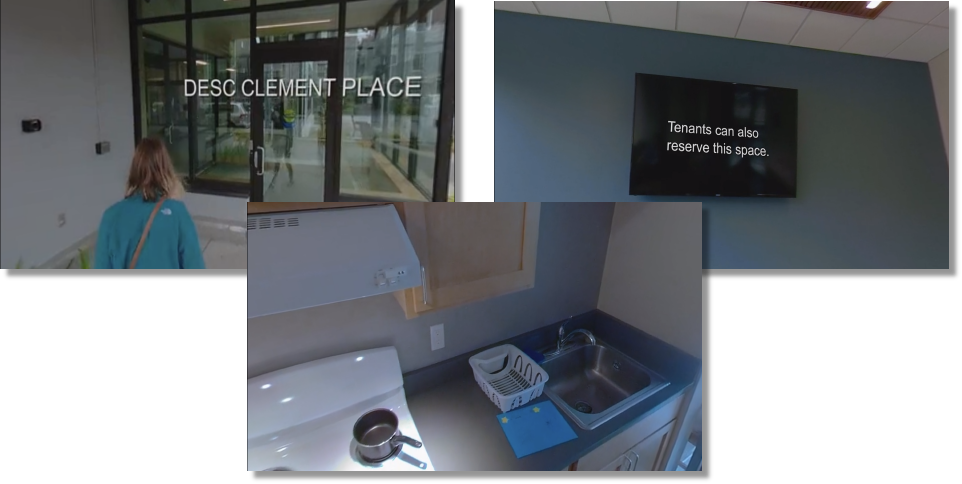 DESC CLEMENT PLACE
Tenants can also
reserve this space.